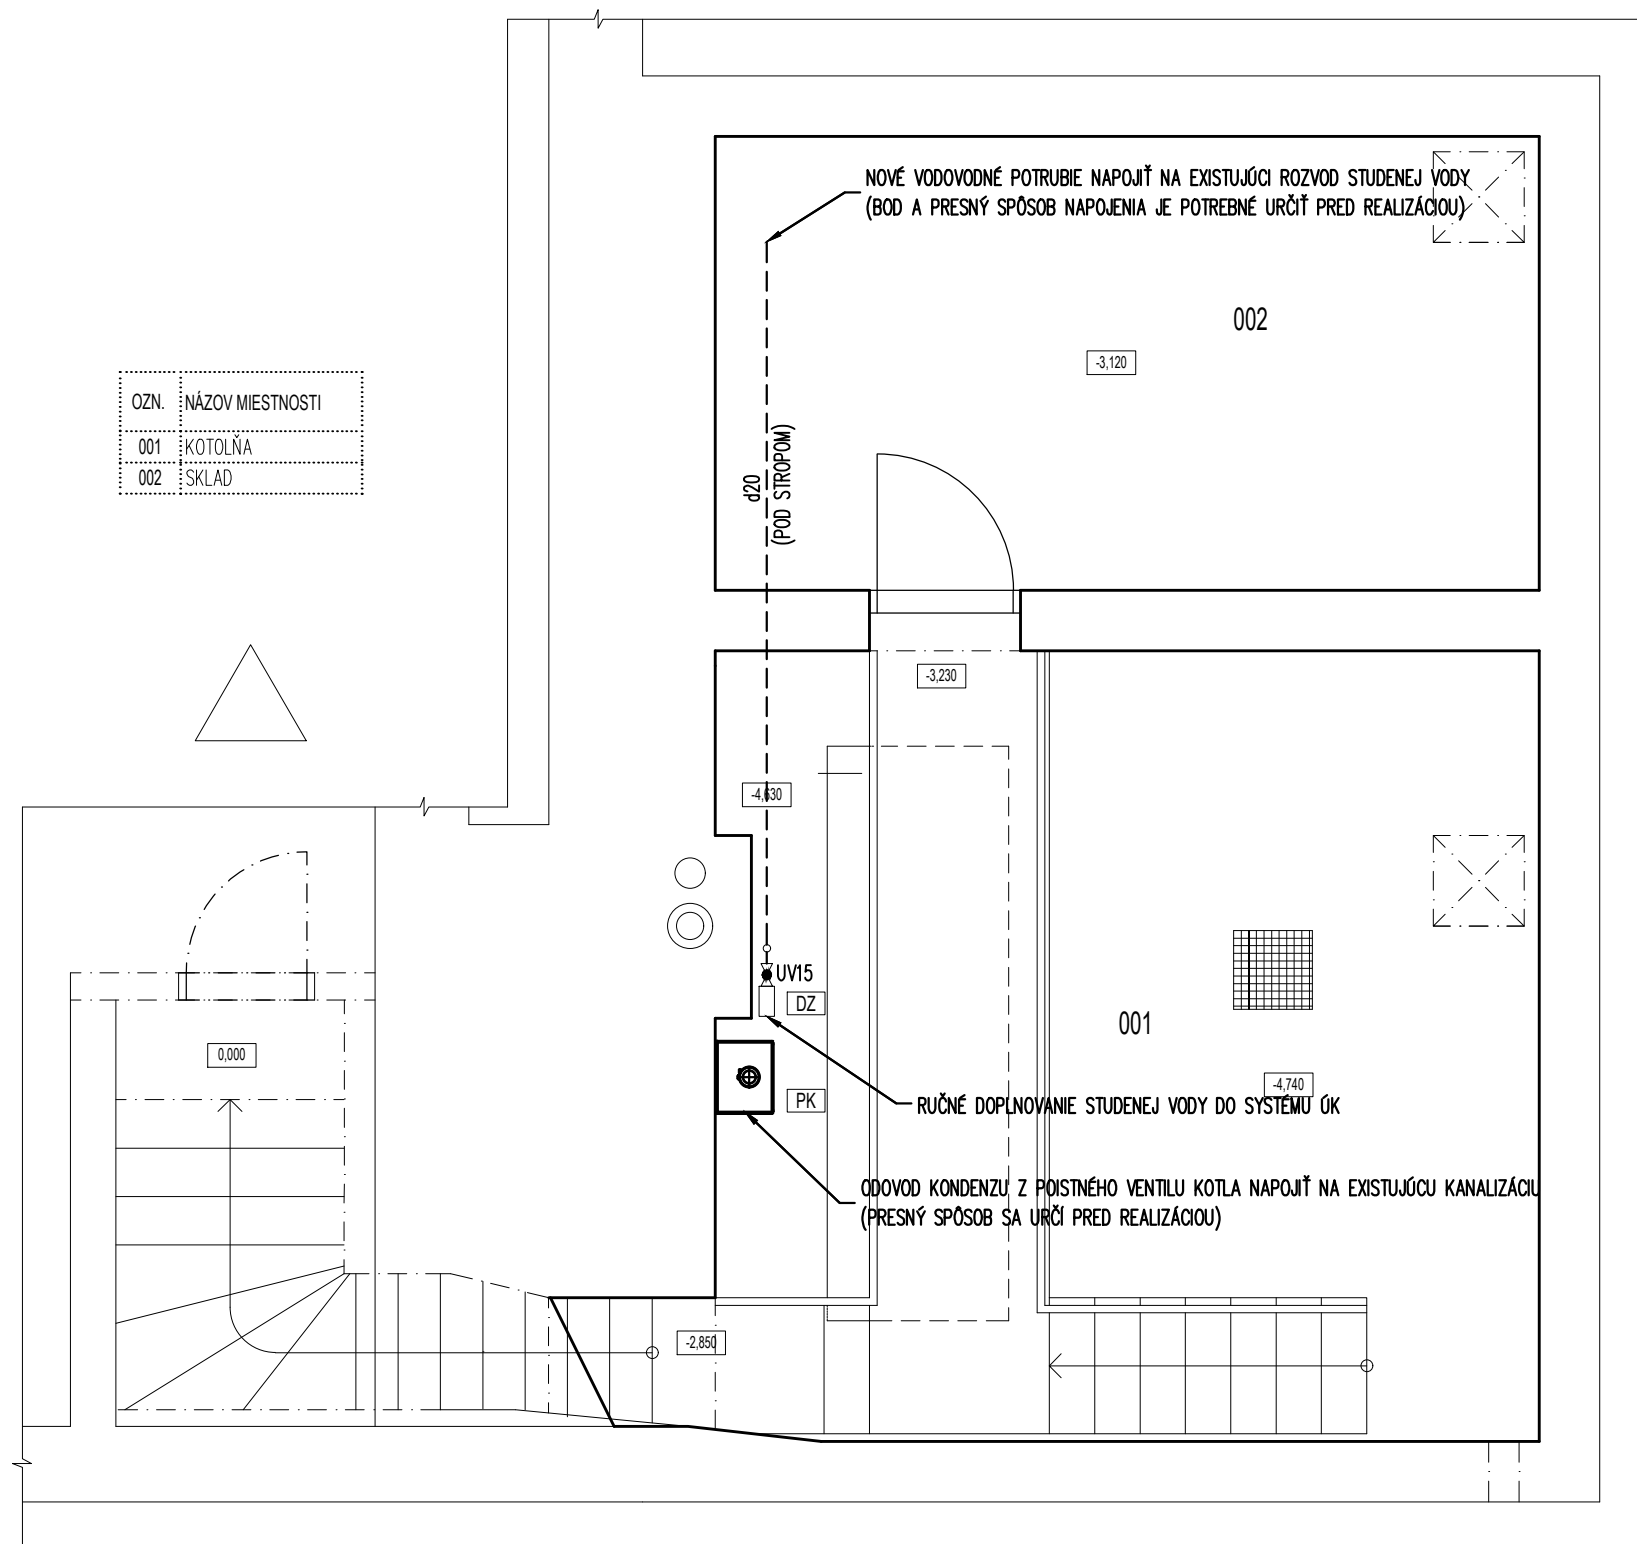 NOVÉ VODOVODNÉ POTRUBIE NAPOJIŤ NA EXISTUJÚCI ROZVOD STUDENEJ VODY
(BOD A PRESNÝ SPÔSOB NAPOJENIA JE POTREBNÉ URČIŤ PRED REALIZÁCIOU)
002
-3,120
OZN. NÁZOV MIESTNOSTI
001 KOTOLŇA
002 SKLAD
d20
(POD STROPOM)
-3,230
-4,630
UV15
DZ
001
0,000
-4,740
PK
RUČNÉ DOPLNOVANIE STUDENEJ VODY DO SYSTÉMU ÚK
ODOVOD KONDENZU Z POISTNÉHO VENTILU KOTLA NAPOJIŤ NA EXISTUJÚCU KANALIZÁCIU
(PRESNÝ SPÔSOB SA URČÍ PRED REALIZÁCIOU)
-2,850